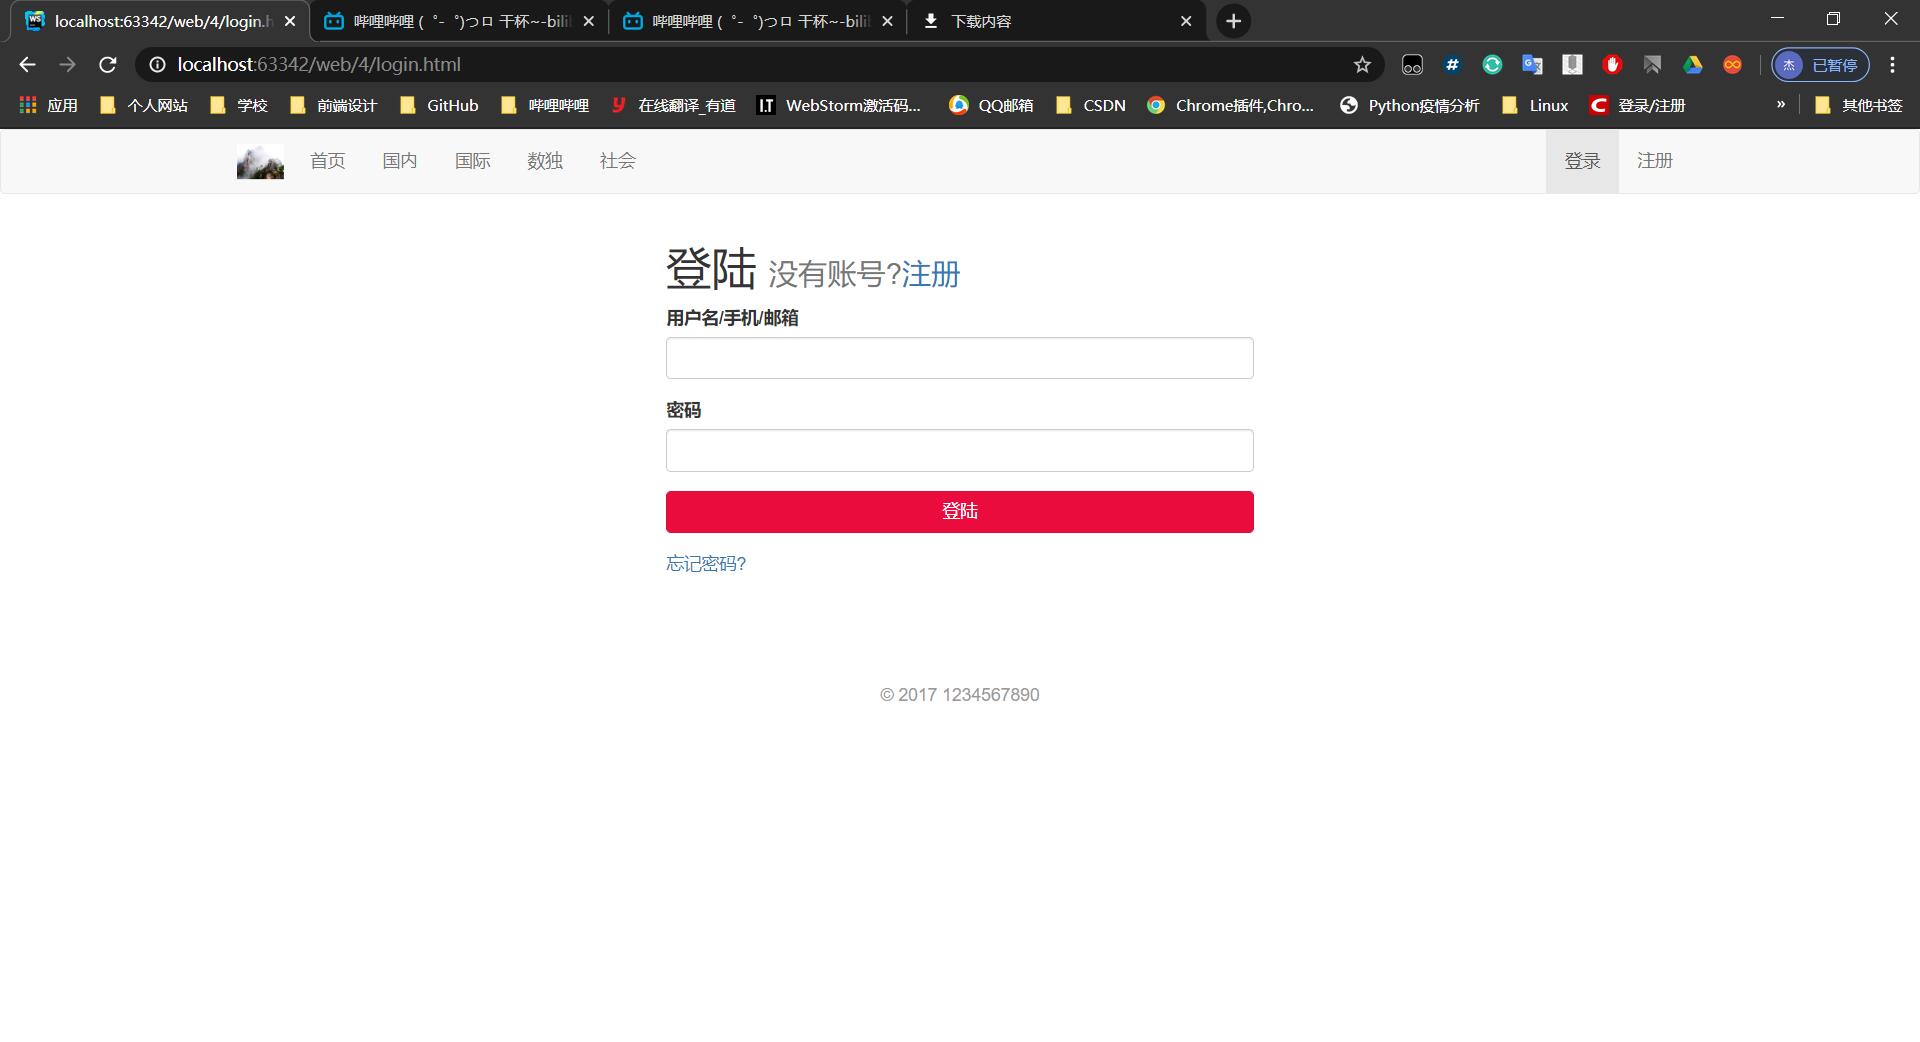 localhost:63342/web/4/login.h
哔哩哔哩 (゜-゜)つロ 干杯~-bili
哔哩哔哩 (゜-゜)つロ 干杯~-bili
下载内容
localhost:63342/web/4/login.html
杰 已暂停
应用 个人网站 学校 前端设计 GitHub 哔哩哔哩 在线翻译_有道 WebStorm激活码... QQ邮箱 CSDN Chrome插件,Chro... Python疫情分析 Linux 登录/注册 » 其他书签
首页 国内 国际 数独 社会 登录 注册
登陆 没有账号?注册
用户名/手机/邮箱
密码
登陆
忘记密码?
© 2017 1234567890